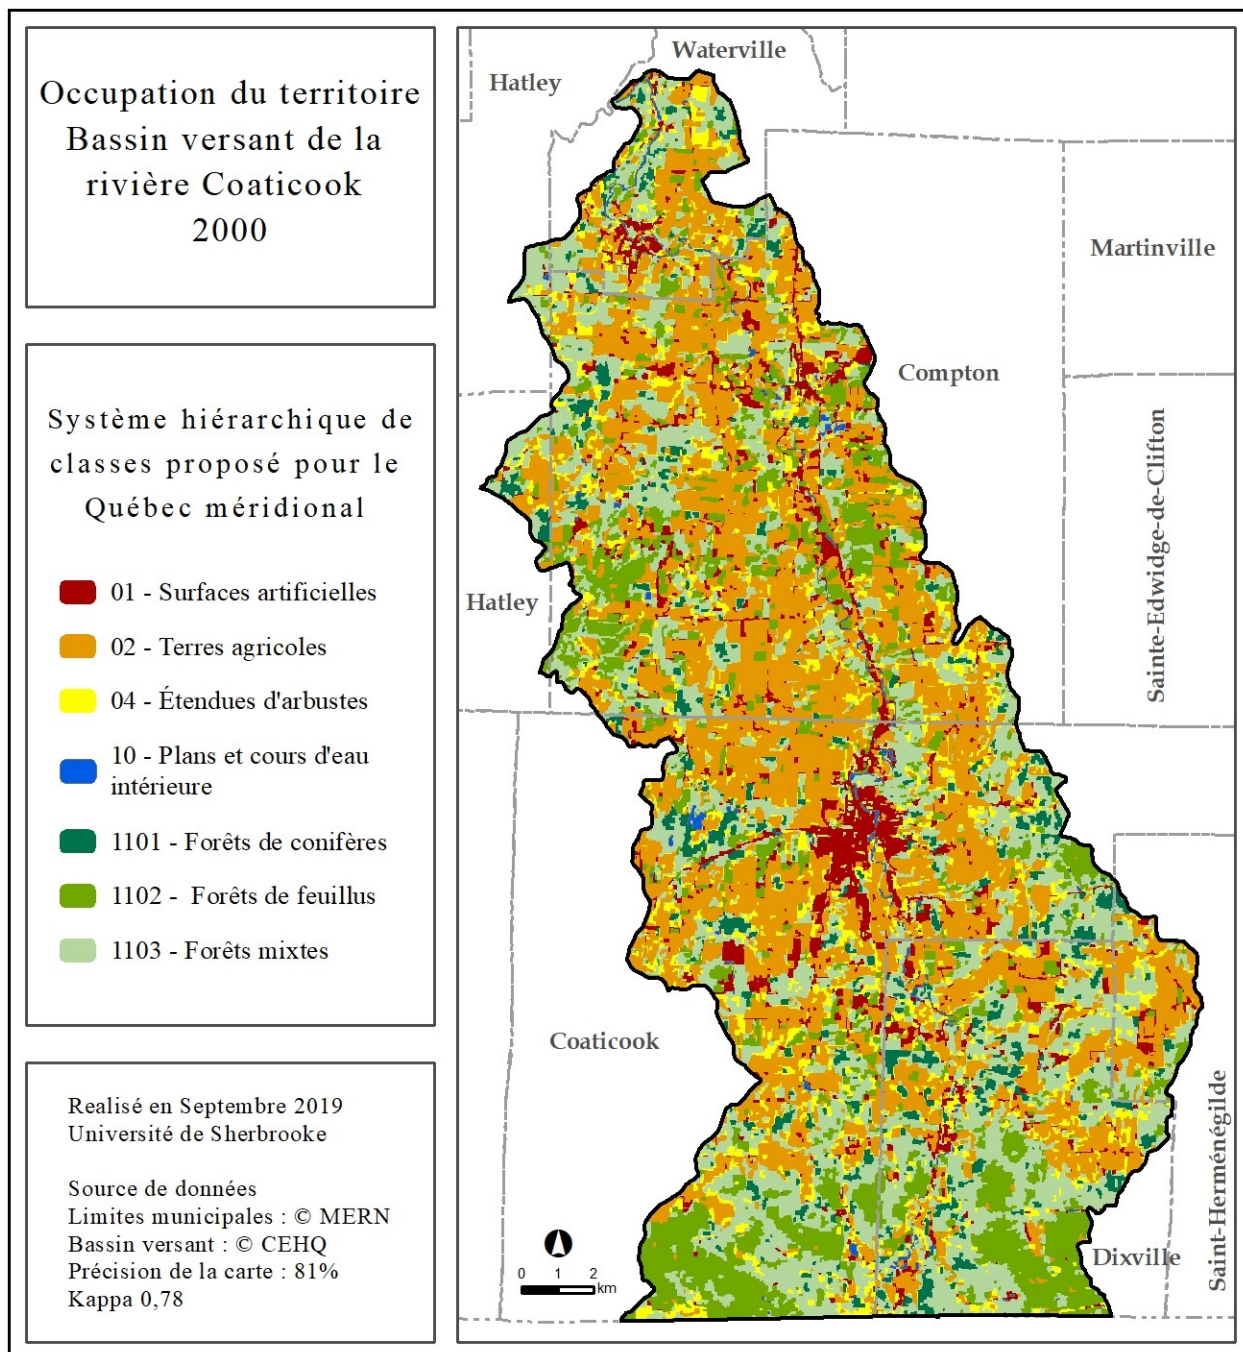 Occupation du territoire
Bassin versant de la
rivière Coaticook
2000
Système hiérarchique de
classes proposé pour le
Québec méridional
01 - Surfaces artificielles
02 - Terres agricoles
04 - Étendues d'arbustes
10 - Plans et cours d'eau
intérieure
1101 - Forêts de conifères
1102 - Forêts de feuillus
1103 - Forêts mixtes
Realisé en Septembre 2019
Université de Sherbrooke
Source de données
Limites municipales : © MERN
Bassin versant : © CEHQ
Précision de la carte : 81%
Kappa 0,78
Waterville
Hatley
Martinville
Compton
Sainte-Edwidge-de-Clifton
Hatley
Coaticook
Saint-Herménégilde
Dixville
0 1 2
km